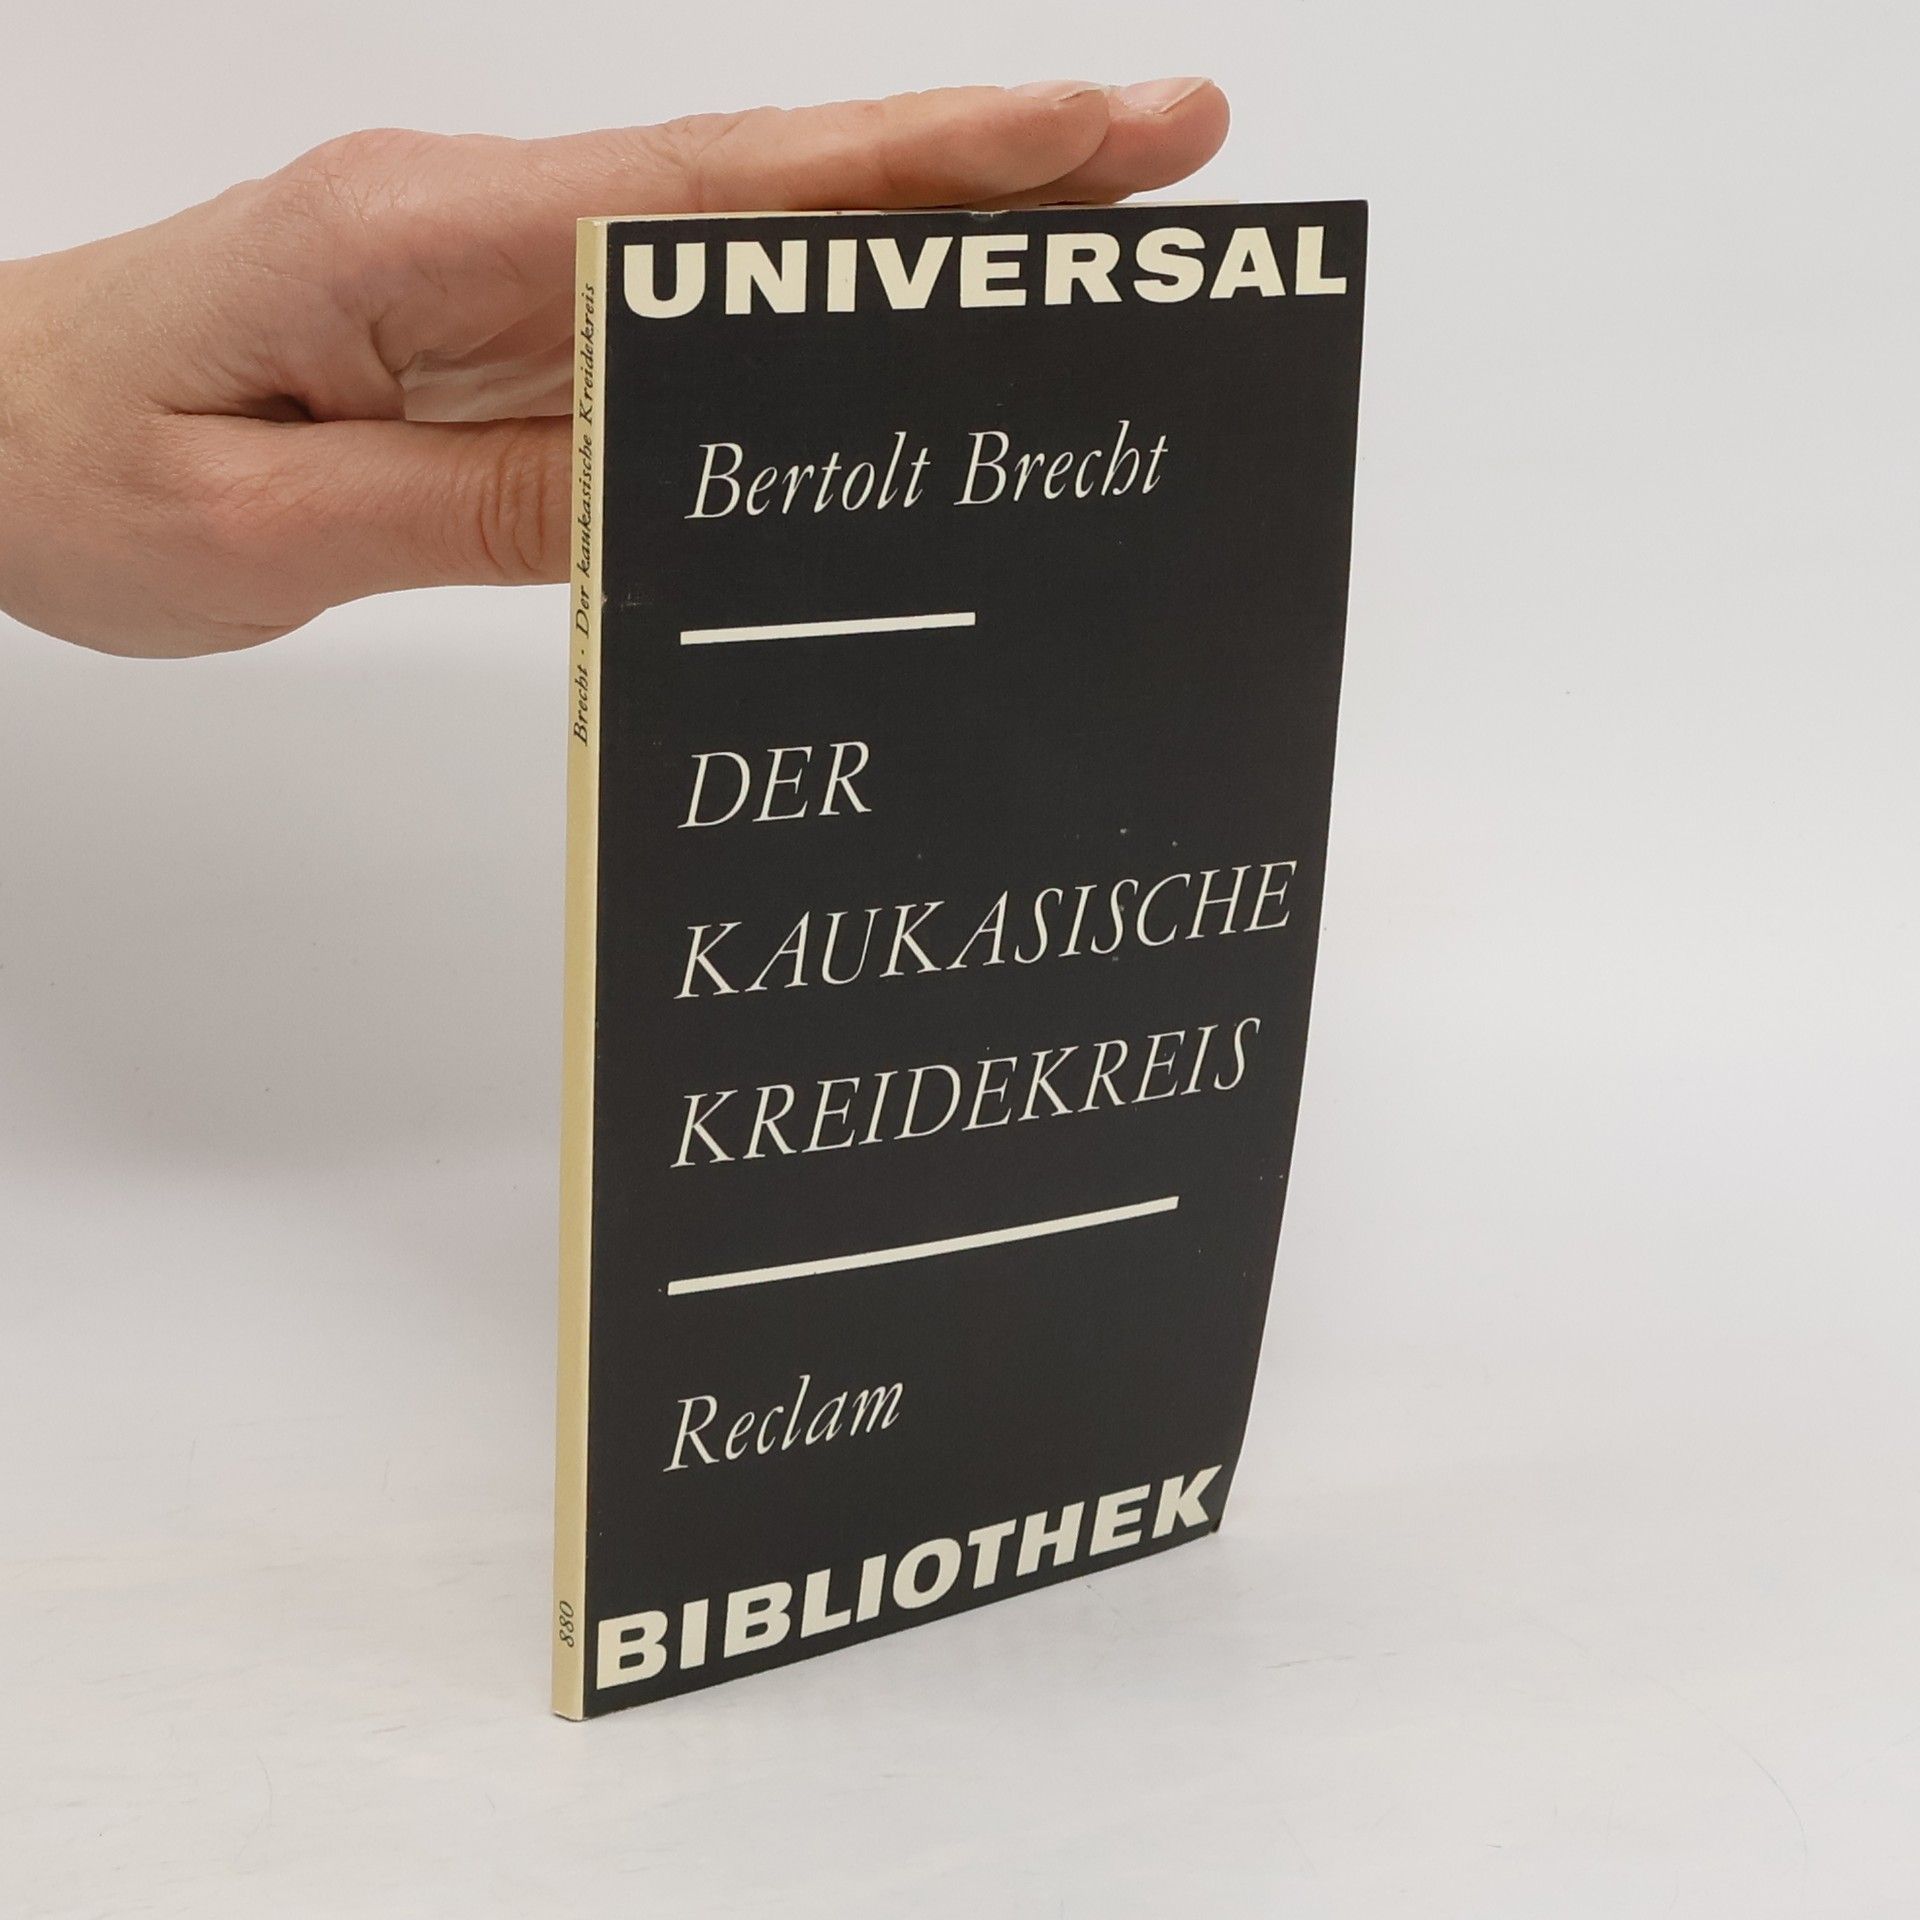 UNIVERSAL
Bertolt Brecht
DER
KAUKASISCHE
KREIDEKREIS
Reclam
BIBLIOTHEK
Brecht · Der kaukasische Kreidekreis
880